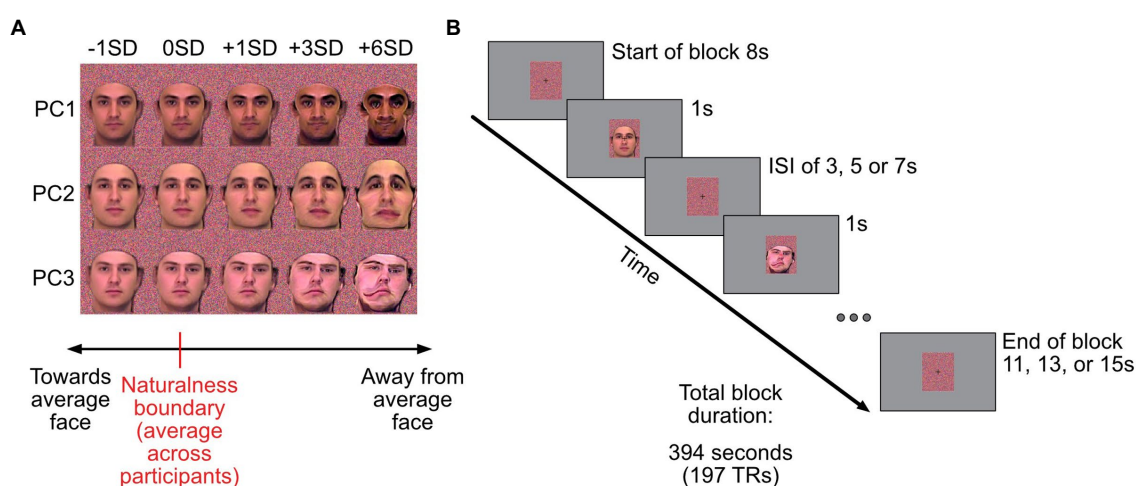 A
-1SD 0SD +1SD +3SD +6SD
PC1
PC2
PC3
Towards
average
face
Naturalness
boundary
(average
across
participants)
Away from
average
face
B
Start of block 8s
1s
ISI of 3, 5 or 7s
1s
Time
End of block
11, 13, or 15s
Total block
duration:
394 seconds
(197 TRs)